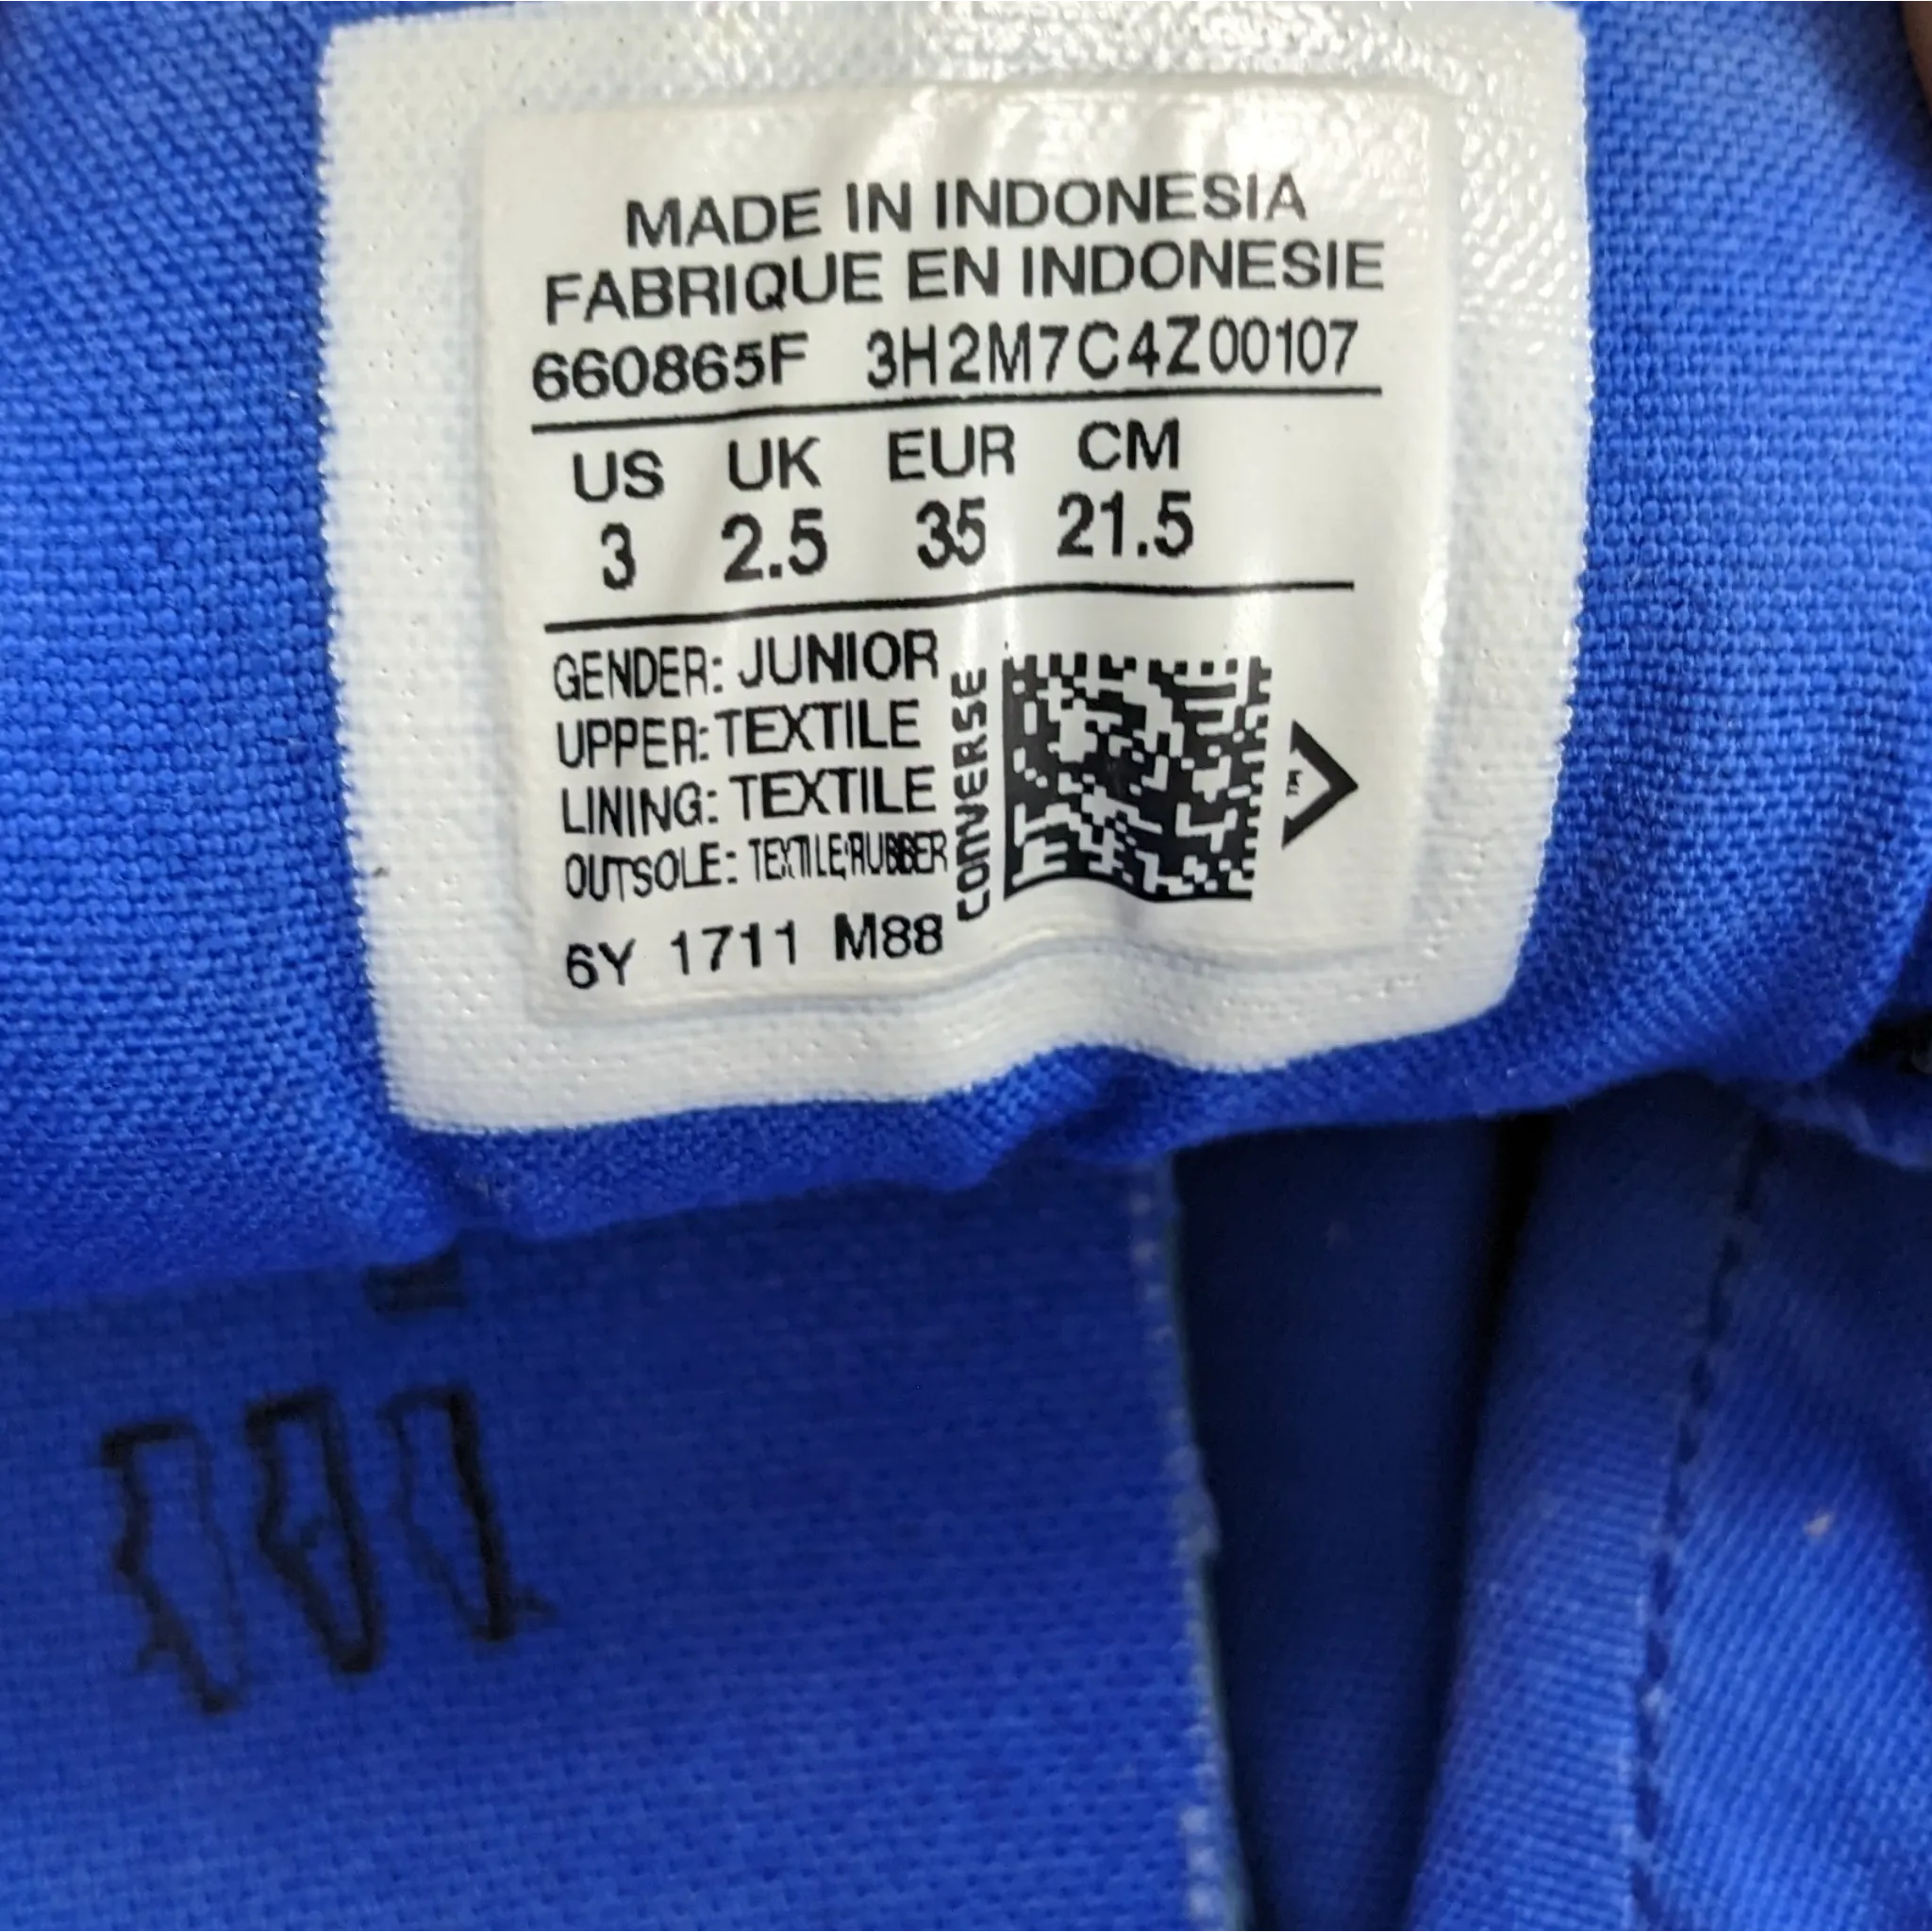 MADE IN INDONESIA
FABRIQUE EN INDONESIE
660865F 3H2M7C4Z00107
US UK EUR CM
3 2.5 35 21.5
GENDER: JUNIOR
UPPER: TEXTILE
LINING: TEXTILE
OUTSOLE: TEXTILE/RUBBER
6Y 1711 M88
CONVERSE